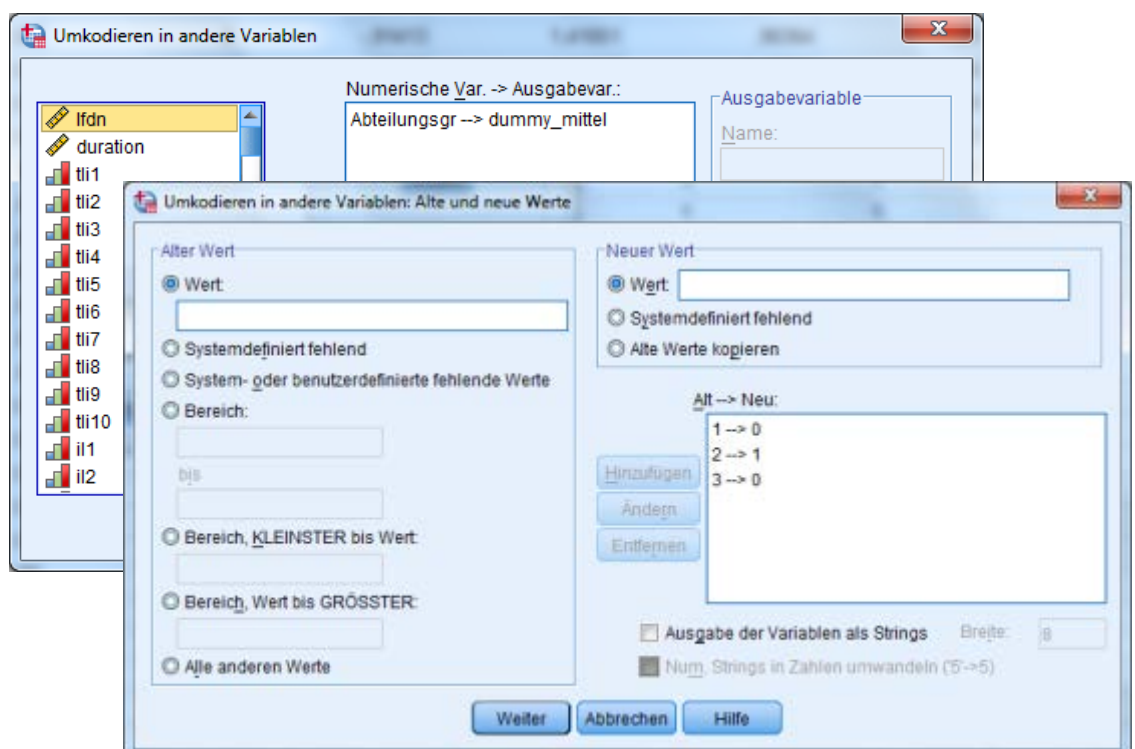 Umkodieren in andere Variablen
lfdn
duration
tli1
tli2
tli3
tli4
tli5
tli6
tli7
tli8
tli9
tli10
il1
il2
Numerische Var. -> Ausgabevar.:
Abteilungsgr --> dummy_mittel
Ausgabevariable
Name:
Umkodieren in andere Variablen: Alte und neue Werte
Alter Wert
Wert:
Systemdefiniert fehlend
System- oder benutzerdefinierte fehlende Werte
Bereich:
bis
Bereich, KLEINSTER bis Wert:
Bereich, Wert bis GRÖSSTER:
Alle anderen Werte
Neuer Wert
Wert:
Systemdefiniert fehlend
Alte Werte kopieren
Alt --> Neu:
1 --> 0
2 --> 1
3 --> 0
Hinzufügen
Ändern
Entfernen
Ausgabe der Variablen als Strings
Breite: 8
Num. Strings in Zahlen umwandeln ('5'->5)
Weiter
Abbrechen
Hilfe